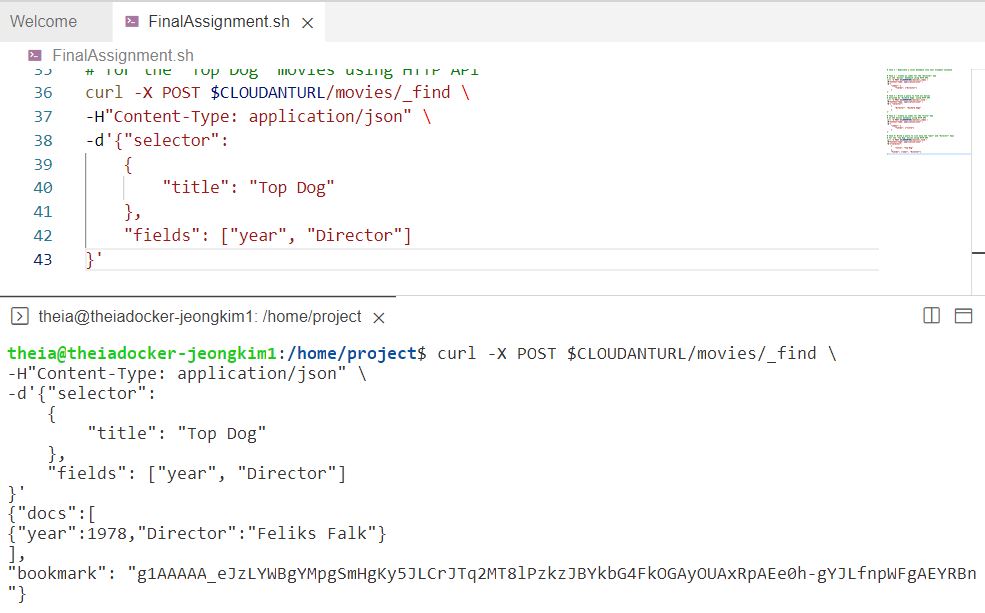 Welcome
FinalAssignment.sh
FinalAssignment.sh
35 # for the "Top Dog" movies using HTTP API
36 curl -X POST $CLOUDANTURL/movies/_find \
37 -H"Content-Type: application/json" \
38 -d'{"selector":
39 {
40 "title": "Top Dog"
41 },
42 "fields": ["year", "Director"]
43 }'
theia@theiadocker-jeongkim1: /home/project
theia@theiadocker-jeongkim1:/home/project$ curl -X POST $CLOUDANTURL/movies/_find \
-H"Content-Type: application/json" \
-d'{"selector":
{
"title": "Top Dog"
},
"fields": ["year", "Director"]
}'
{"docs":[
{"year":1978,"Director":"Feliks Falk"}
],
"bookmark": "g1AAAAA_eJzLYWBgYMpgSmHgKy5JLCrJTq2MT8lPzkzJBYkbG4FkOGAyOUAxRpAEe0h-gYJLfnpWFgAEYRBn
"}